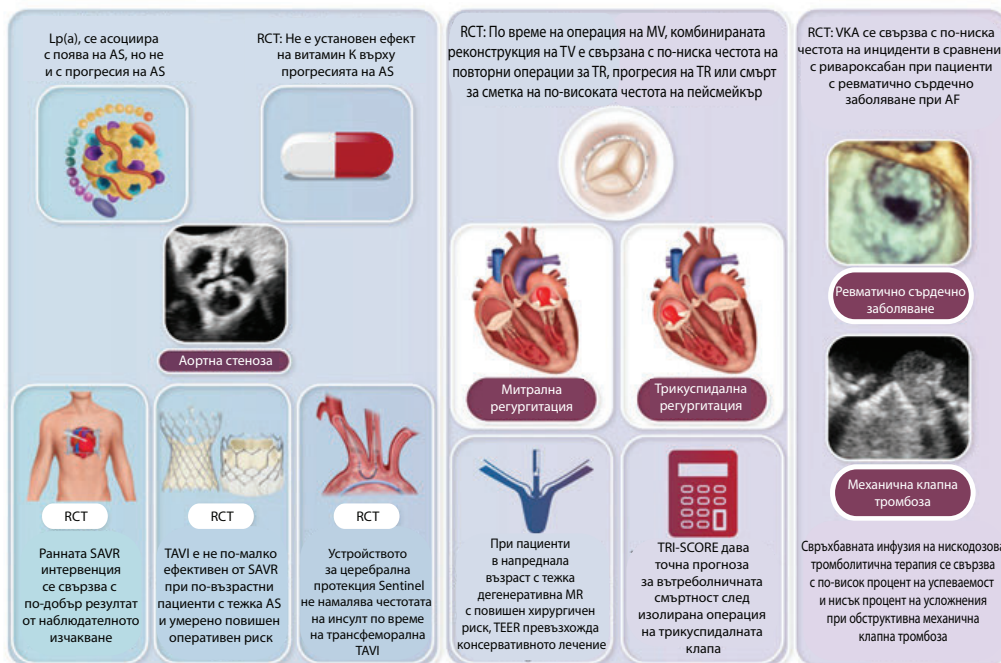 Lp(a), се асоциира
с поява на AS, но не
и с прогресия на AS
RCT: Не е установен ефект
на витамин K върху
прогресията на AS
Аортна стеноза
RCT
Ранната SAVR
интервенция
се свързва с
по-добър резултат
от наблюдателното
изчакване
RCT
TAVI е не по-малко
ефективен от SAVR
при по-възрастни
пациенти с тежка AS
и умерено повишен
оперативен риск
RCT
Устройството
за церебрална
протекция Sentinel
не намалява честотата
на инсулт по време
на трансфеморална
TAVI
RCT: По време на операция на MV, комбинираната
реконструкция на TV е свързана с по-ниска честота на
повторни операции за TR, прогресия на TR или смърт
за сметка на по-високата честота на пейсмейкър
Митрална
регургитация
Трикуспидална
регургитация
При пациенти
в напреднала
възраст с тежка
дегенеративна MR
с повишен хирургичен
риск, TEER превъзхожда
консервативното лечение
TRI-SCORE дава
точна прогноза
за вътреболничната
смъртност след
изолирана операция
на трикуспидалната
клапа
RCT: VKA се свързва с по-ниска
честота на инциденти в сравнение
с ривароксабан при пациенти
с ревматично сърдечно
заболяване при AF
Ревматично сърдечно
заболяване
Механична клапна
тромбоза
Свръхбавната инфузия на нискодозова
тромболитична терапия се свързва
с по-висок процент на успеваемост
и нисък процент на усложнения
при обструктивна механична
клапна тромбоза